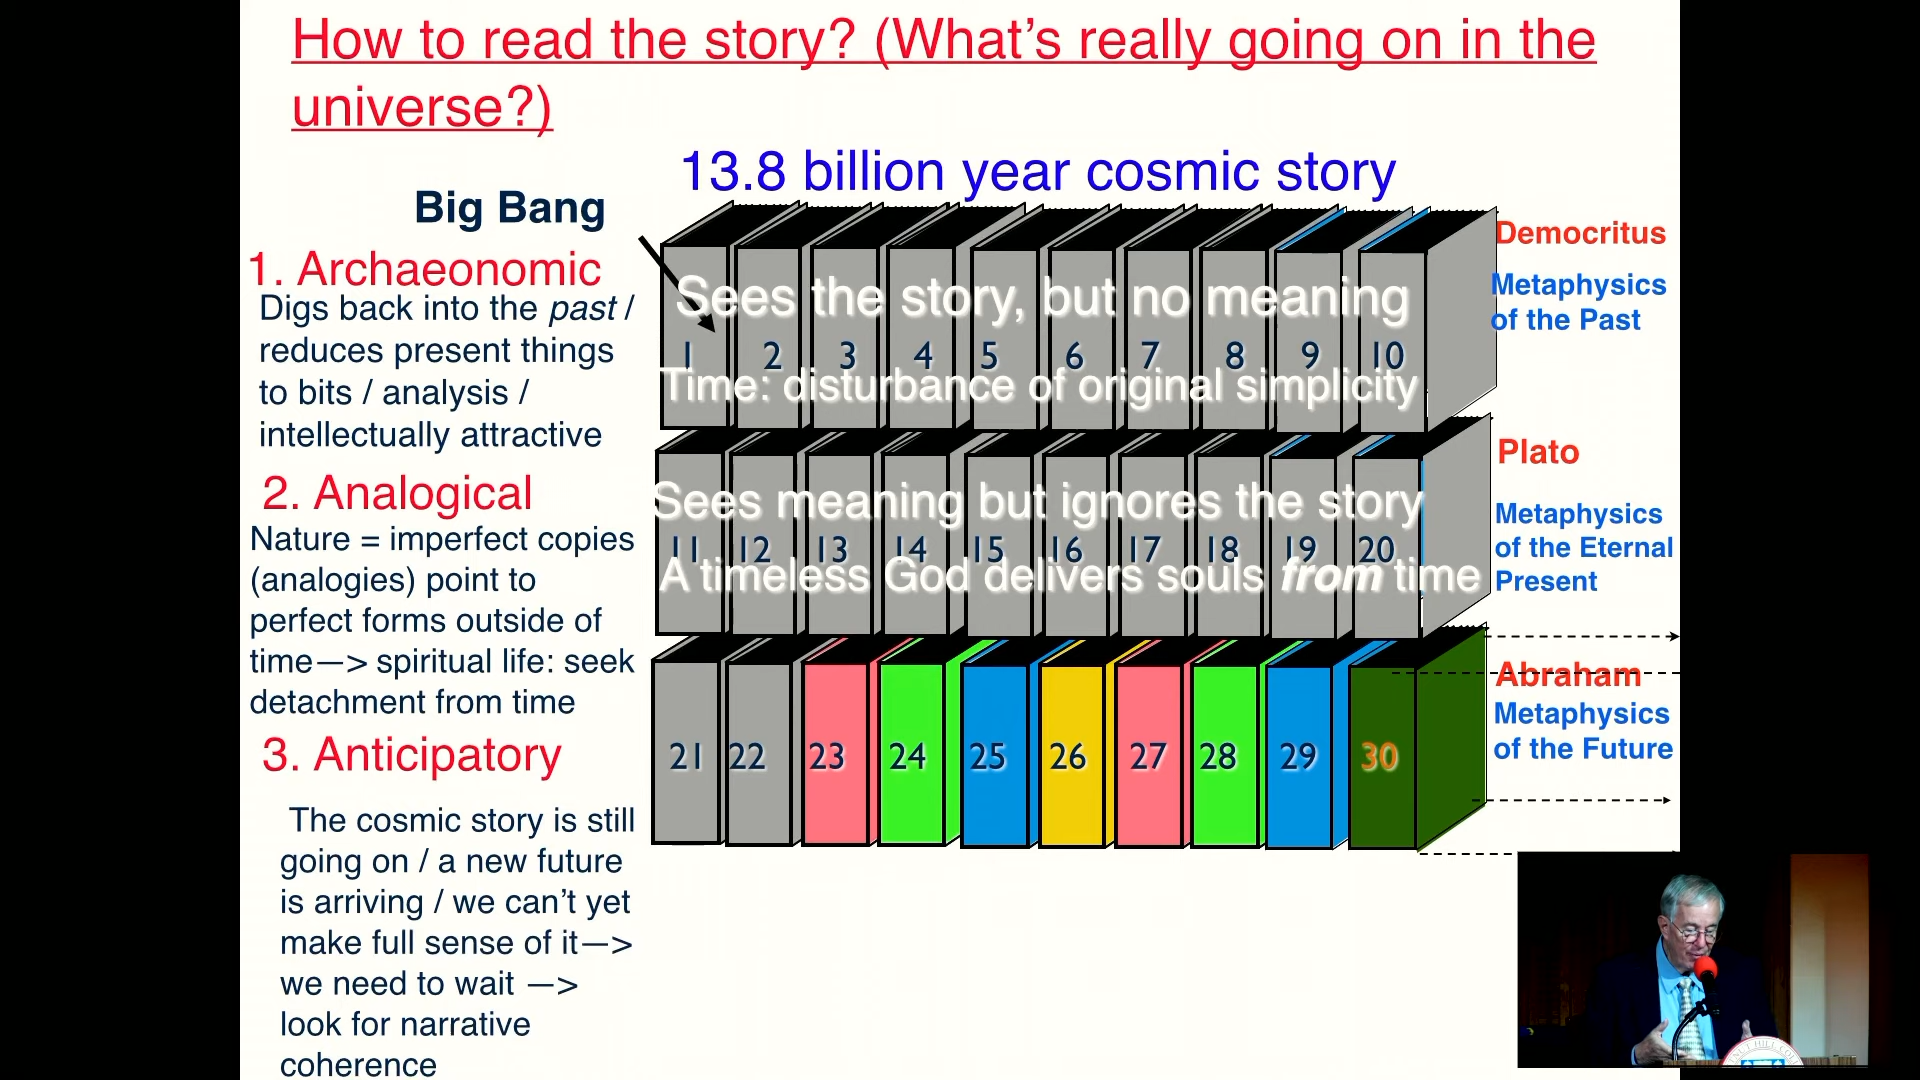 How to read the story? (What's really going on in the
universe?)
13.8 billion year cosmic story
Big Bang
1. Archaeonomic
Digs back into the past /
reduces present things
to bits / analysis /
intellectually attractive
Sees the story, but no meaning
1 2 3 4 5 6 7 8 9 10
Time: disturbance of original simplicity
Democritus
Metaphysics
of the Past
2. Analogical
Nature = imperfect copies
(analogies) point to
perfect forms outside of
time—> spiritual life: seek
detachment from time
Sees meaning but ignores the story
11 12 13 14 15 16 17 18 19 20
A timeless God delivers souls from time
Plato
Metaphysics
of the Eternal
Present
3. Anticipatory
The cosmic story is still
going on / a new future
is arriving / we can't yet
make full sense of it—>
we need to wait —>
look for narrative
coherence
21 22 23 24 25 26 27 28 29 30
Abraham
Metaphysics
of the Future